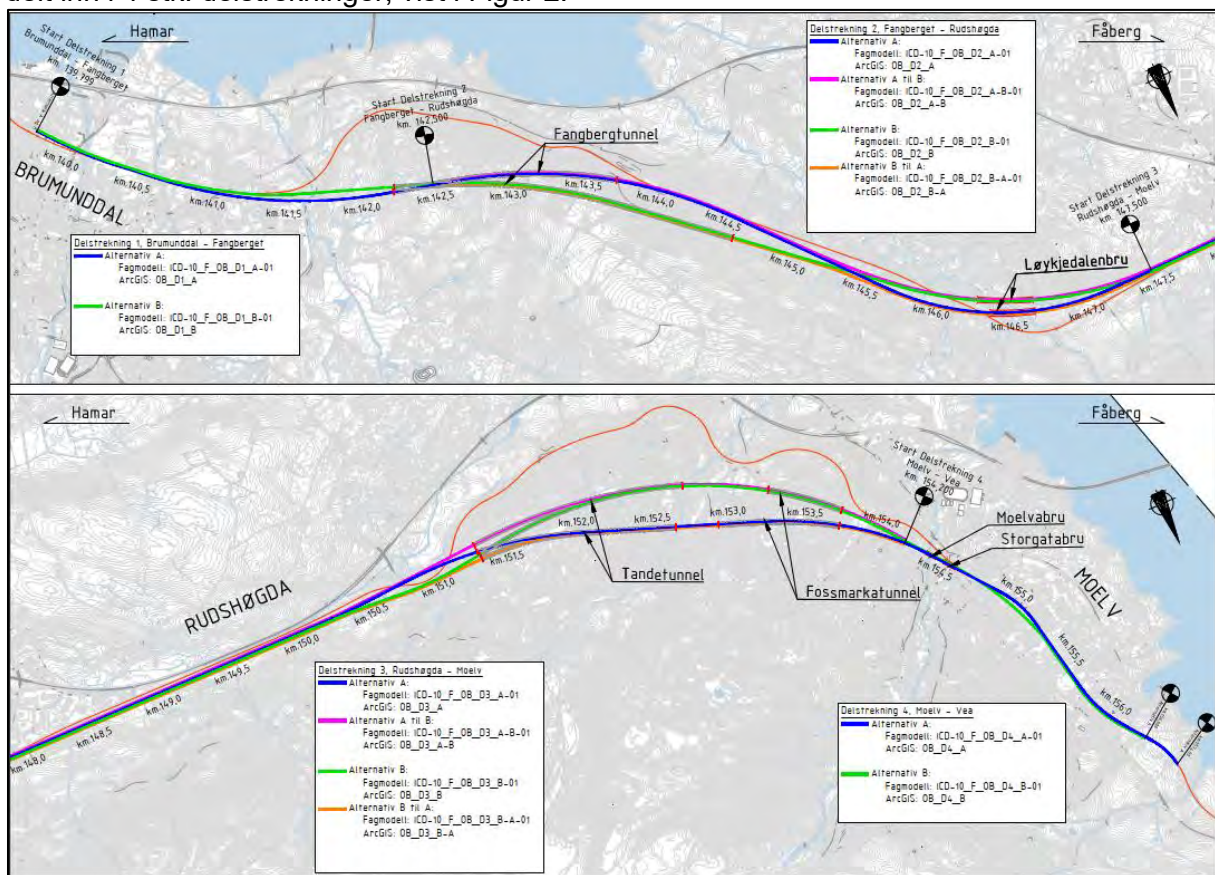 Hamar
Fåberg
Start Delstrekning 1
Brumunddal - Fangberget
km. 139,799
Start Delstrekning 2
Fangberget - Rudshøgda
km. 142,500
Fangbergtunnel
Start Delstrekning 3
Rudshøgda - Moelv
km. 147,500
Løykjedalenbru
BRUMUNDDAL
km.140,0
km.140,5
km.141,0
km.141,5
km.142,0
km.142,5
km.143,0
km.143,5
km.144,0
km.144,5
km.145,0
km.145,5
km.146,0
km.146,5
km.147,0
km.147,5
Delstrekning 2, Fangberget - Rudshøgda
Alternativ A:
Fagmodell: ICD-10_F_OB_D2_A-01
ArcGIS: OB_D2_A
Alternativ A til B:
Fagmodell: ICD-10_F_OB_D2_A-B-01
ArcGIS: OB_D2_A-B
Alternativ B:
Fagmodell: ICD-10_F_OB_D2_B-01
ArcGIS: OB_D2_B
Alternativ B til A:
Fagmodell: ICD-10_F_OB_D2_B-A-01
ArcGIS: OB_D2_B-A
Delstrekning 1, Brumunddal - Fangberget
Alternativ A:
Fagmodell: ICD-10_F_OB_D1_A-01
ArcGIS: OB_D1_A
Alternativ B:
Fagmodell: ICD-10_F_OB_D1_B-01
ArcGIS: OB_D1_B
Hamar
Fåberg
Start Delstrekning 4
Moelv - Vea
km. 154,200
Moelvabru
Storgatabru
MOELV
RUDSHØGDA
Tandetunnel
Fossmarkatunnel
km.148,0
km.148,5
km.149,0
km.149,5
km.150,0
km.150,5
km.151,0
km.151,5
km.152,0
km.152,5
km.153,0
km.153,5
km.154,0
km.154,5
km.155,0
km.155,5
km.156,0
Delstrekning 3, Rudshøgda - Moelv
Alternativ A:
Fagmodell: ICD-10_F_OB_D3_A-01
ArcGIS: OB_D3_A
Alternativ A til B:
Fagmodell: ICD-10_F_OB_D3_A-B-01
ArcGIS: OB_D3_A-B
Alternativ B:
Fagmodell: ICD-10_F_OB_D3_B-01
ArcGIS: OB_D3_B
Alternativ B til A:
Fagmodell: ICD-10_F_OB_D3_B-A-01
ArcGIS: OB_D3_B-A
Delstrekning 4, Moelv - Vea
Alternativ A:
Fagmodell: ICD-10_F_OB_D4_A-01
ArcGIS: OB_D4_A
Alternativ B:
Fagmodell: ICD-10_F_OB_D4_B-01
ArcGIS: OB_D4_B